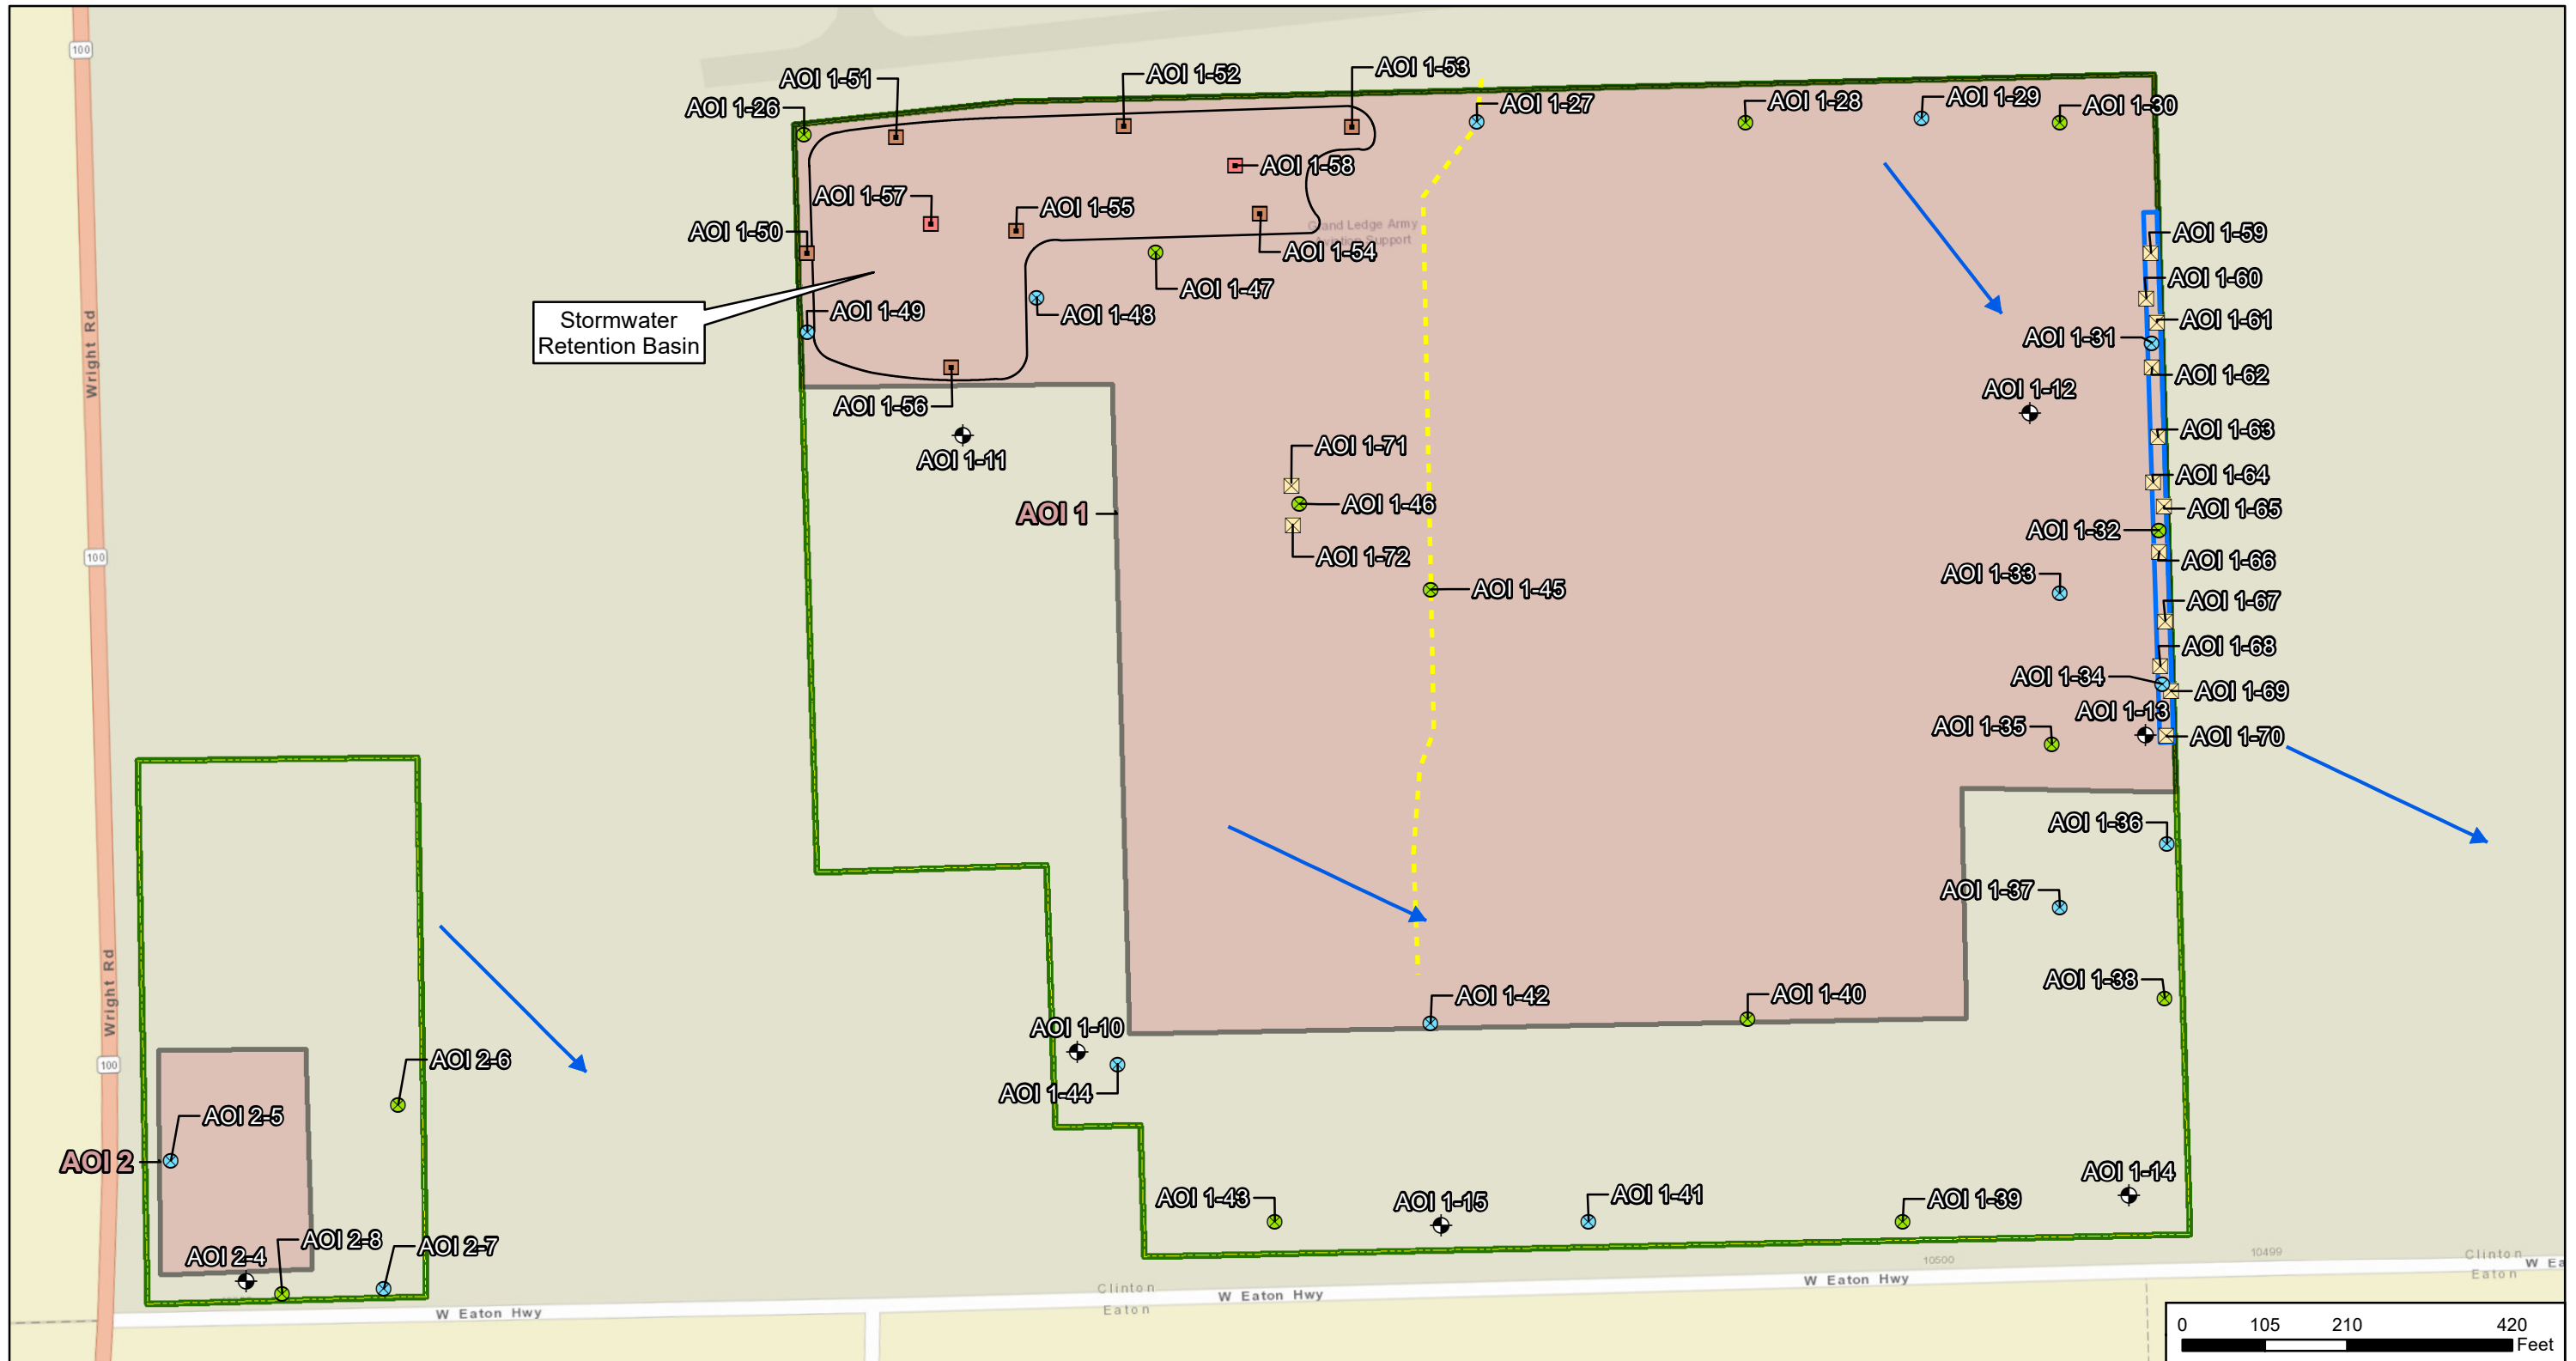 100
AOI 1-51
AOI 1-52
AOI 1-53
AOI 1-26
AOI 1-27
AOI 1-28
AOI 1-29
AOI 1-30
AOI 1-58
AOI 1-57
AOI 1-55
AOI 1-50
AOI 1-54
Grand Ledge Army
Aviation Support
AOI 1-59
AOI 1-60
AOI 1-47
AOI 1-49
AOI 1-48
Stormwater
Retention Basin
AOI 1-61
AOI 1-31
Wright Rd
AOI 1-62
AOI 1-12
AOI 1-56
AOI 1-63
AOI 1-71
AOI 1-11
AOI 1-64
AOI 1-46
AOI 1
AOI 1-65
AOI 1-32
100
AOI 1-72
AOI 1-66
AOI 1-33
AOI 1-45
AOI 1-67
AOI 1-68
AOI 1-34
AOI 1-69
AOI 1-13
AOI 1-35
AOI 1-70
AOI 1-36
AOI 1-37
AOI 1-38
Wright Rd
AOI 1-42
AOI 1-40
AOI 1-10
100
AOI 2-6
AOI 1-44
AOI 2-5
AOI 2
AOI 1-14
AOI 1-43
AOI 1-15
AOI 1-41
AOI 1-39
AOI 2-8
AOI 2-7
AOI 2-4
10500
10499
Clinton
Eaton
W Ea
W Eaton Hwy
Clinton
Eaton
W Eaton Hwy
W Eaton Hwy
0 105 210 420
Feet